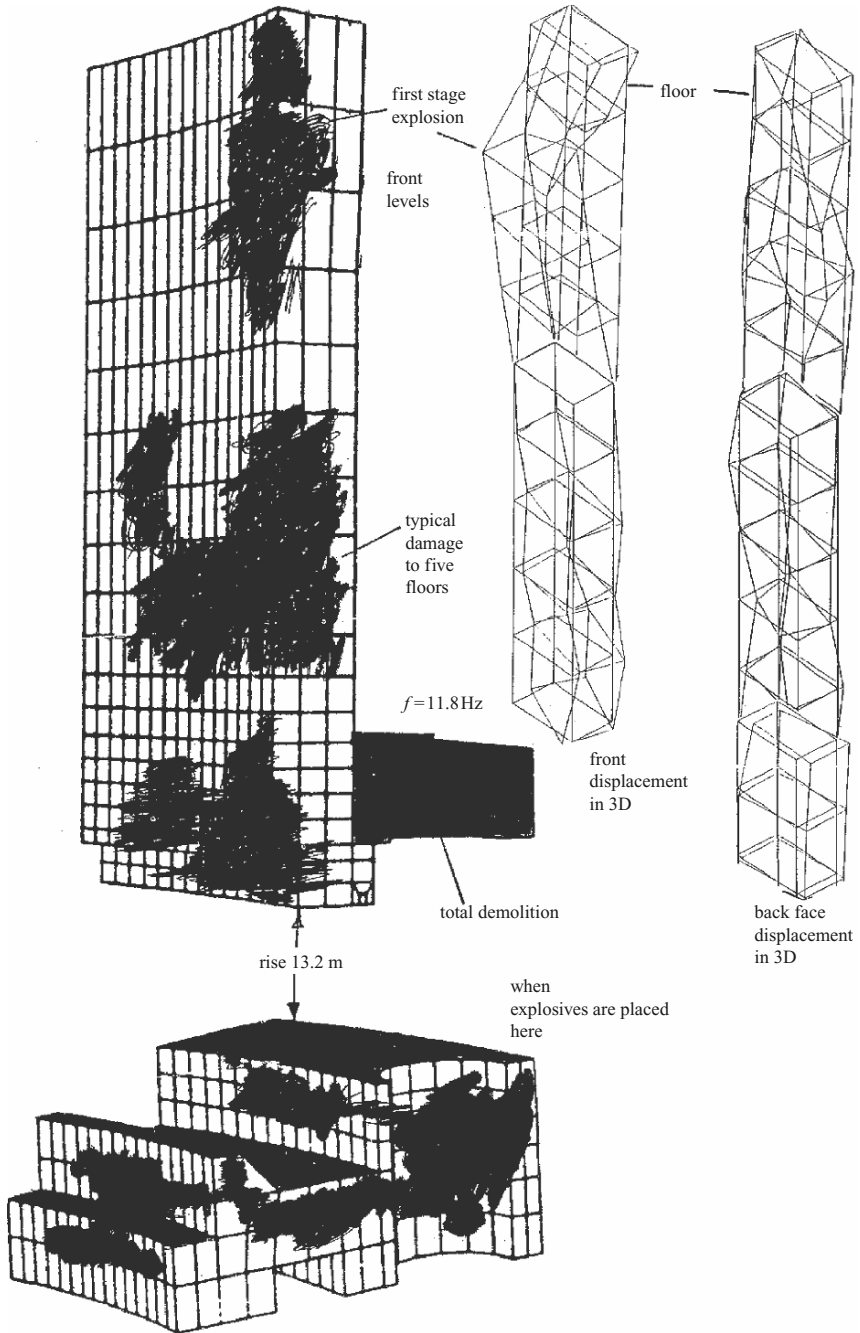 first stage
explosion
front
levels
floor
typical
damage
to five
floors
f = 11.8 Hz
front
displacement
in 3D
total demolition
back face
displacement
in 3D
rise 13.2 m
when
explosives are placed
here